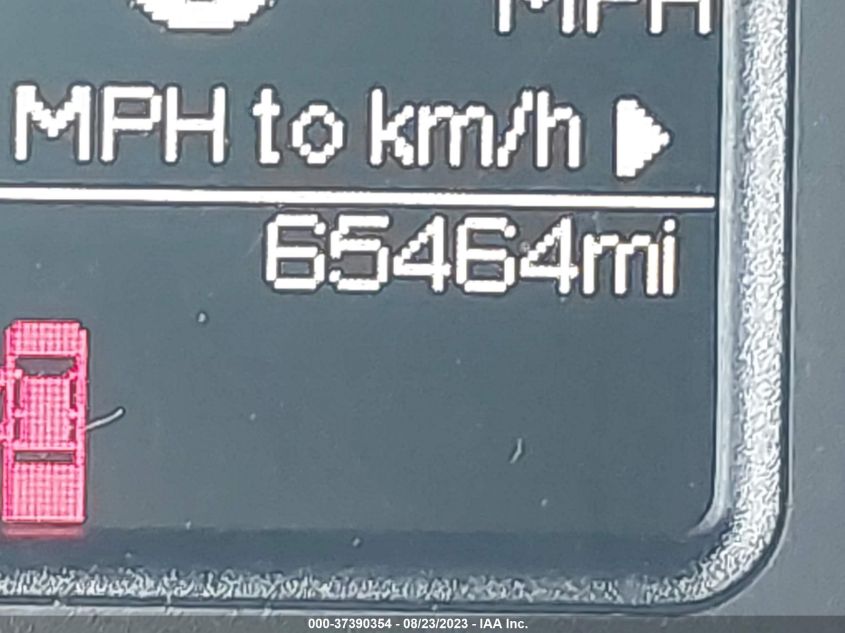 MPH
MPH to km/h
65464mi
000-37390354 - 08/23/2023 - IAA Inc.